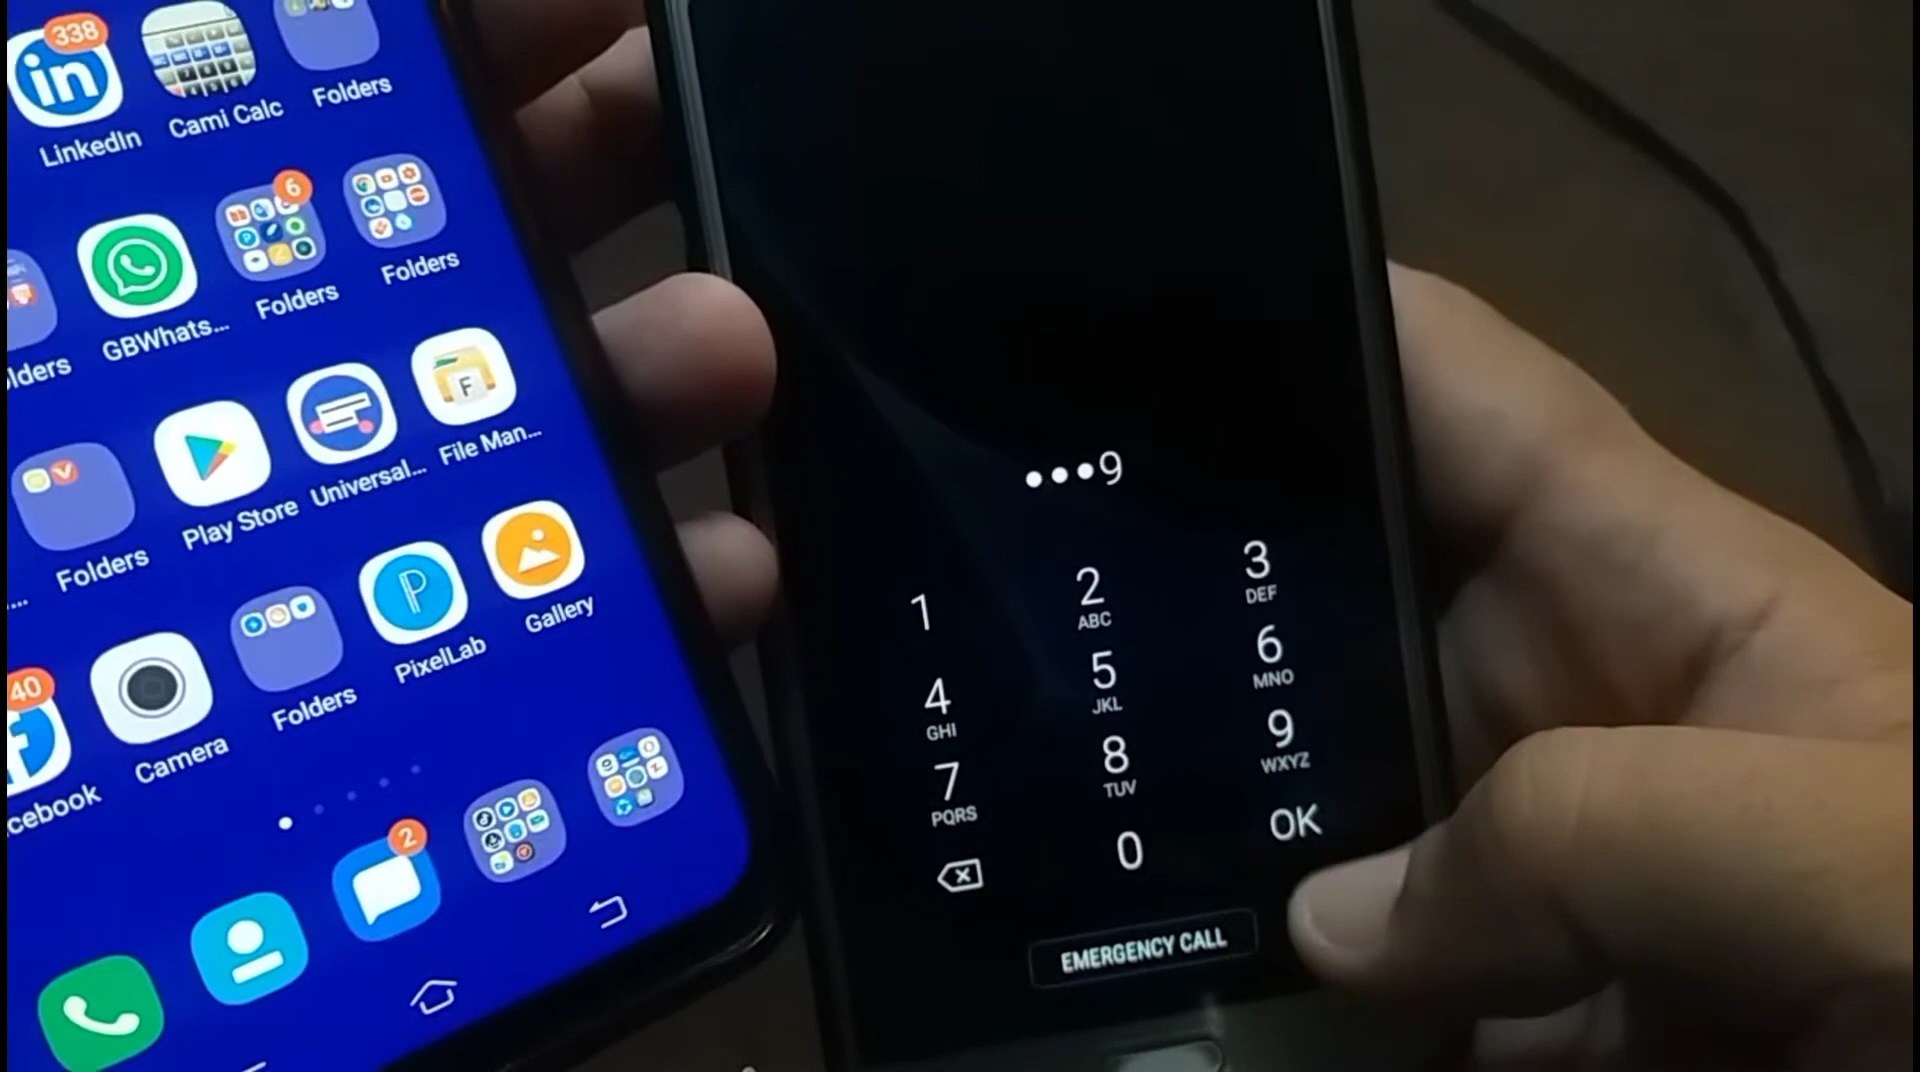 338
in
LinkedIn
Cami Calc
Folders
6
GBWhats...
Folders
Folders
lders
Folders
Play Store
Universal...
File Man...
F
40
cebook
Camera
Folders
P
PixelLab
Gallery
2
•••9
1
2
ABC
3
DEF
4
GHI
5
JKL
6
MNO
7
PQRS
8
TUV
9
WXYZ
0
OK
EMERGENCY CALL